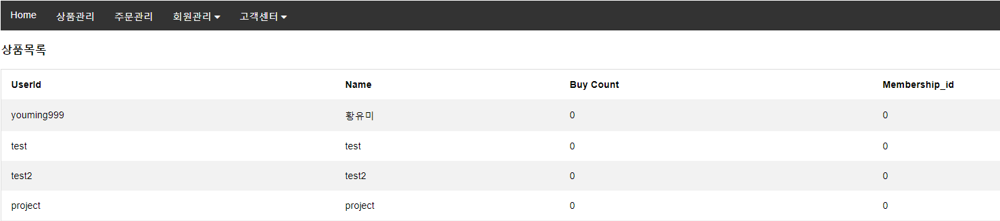 Home 상품관리 주문관리 회원관리 고객센터
상품목록
UserId Name Buy Count Membership_id
youming999 황유미 0 0
test test 0 0
test2 test2 0 0
project project 0 0